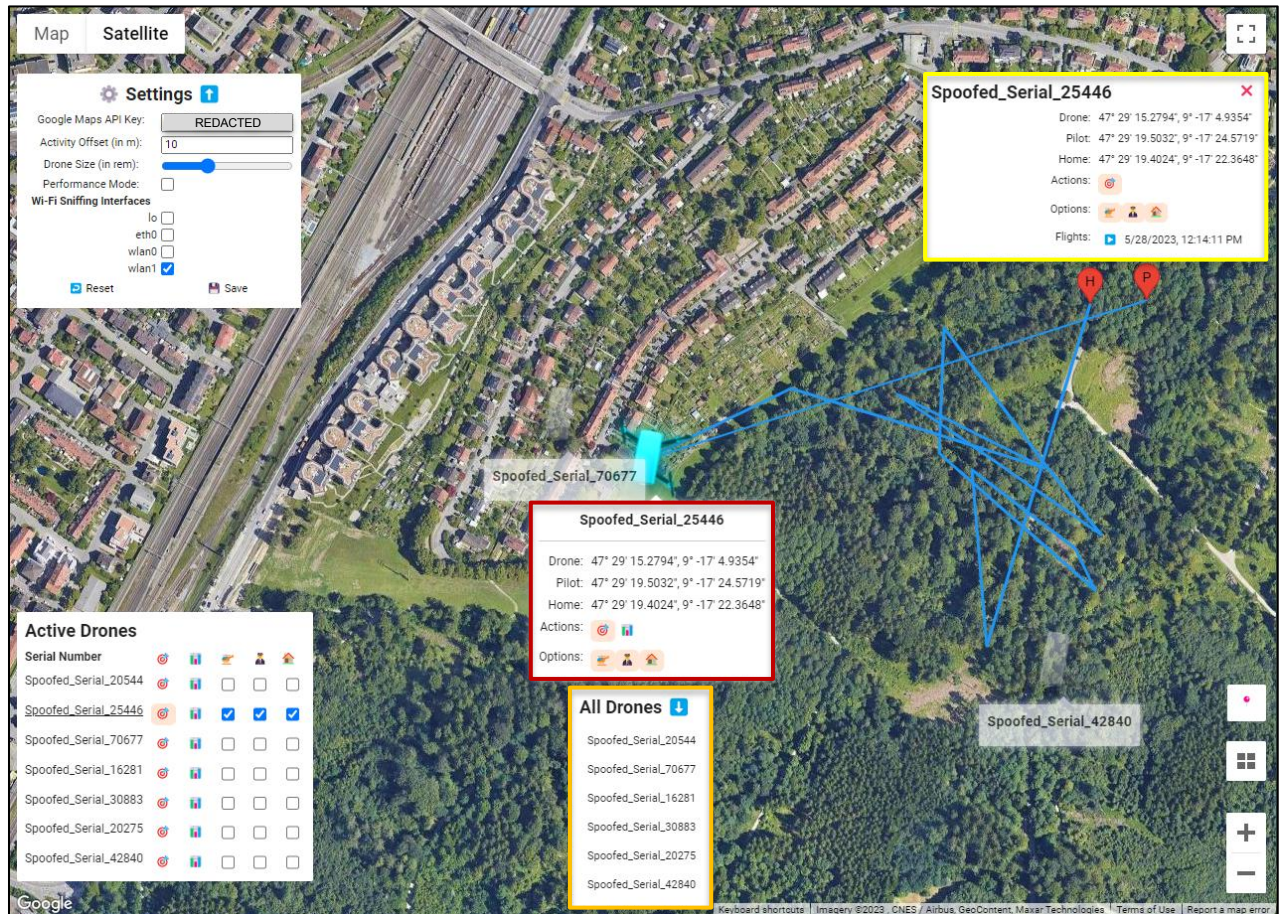 Map Satellite
Settings
Google Maps API Key: REDACTED
Activity Offset (in m): 10
Drone Size (in rem):
Performance Mode:
Wi-Fi Sniffing Interfaces
lo
eth0
wlan0
wlan1
Reset Save
Spoofed_Serial_25446
Drone: 47° 29' 15.2794", 9° -17' 4.9354"
Pilot: 47° 29' 19.5032", 9° -17' 24.5719"
Home: 47° 29' 19.4024", 9° -17' 22.3648"
Actions:
Options:
Flights: 5/28/2023, 12:14:11 PM
H
P
Spoofed_Serial_70677
Spoofed_Serial_25446
Drone: 47° 29' 15.2794", 9° -17' 4.9354"
Pilot: 47° 29' 19.5032", 9° -17' 24.5719"
Home: 47° 29' 19.4024", 9° -17' 22.3648"
Actions:
Options:
Active Drones
Serial Number
Spoofed_Serial_20544
Spoofed_Serial_25446
Spoofed_Serial_70677
Spoofed_Serial_16281
Spoofed_Serial_30883
Spoofed_Serial_20275
Spoofed_Serial_42840
All Drones
Spoofed_Serial_20544
Spoofed_Serial_70677
Spoofed_Serial_16281
Spoofed_Serial_30883
Spoofed_Serial_20275
Spoofed_Serial_42840
Spoofed_Serial_42840
Google
Keyboard shortcuts Imagery ©2023 , CNES / Airbus, GeoContent, Maxar Technologies Terms of Use Report a map error